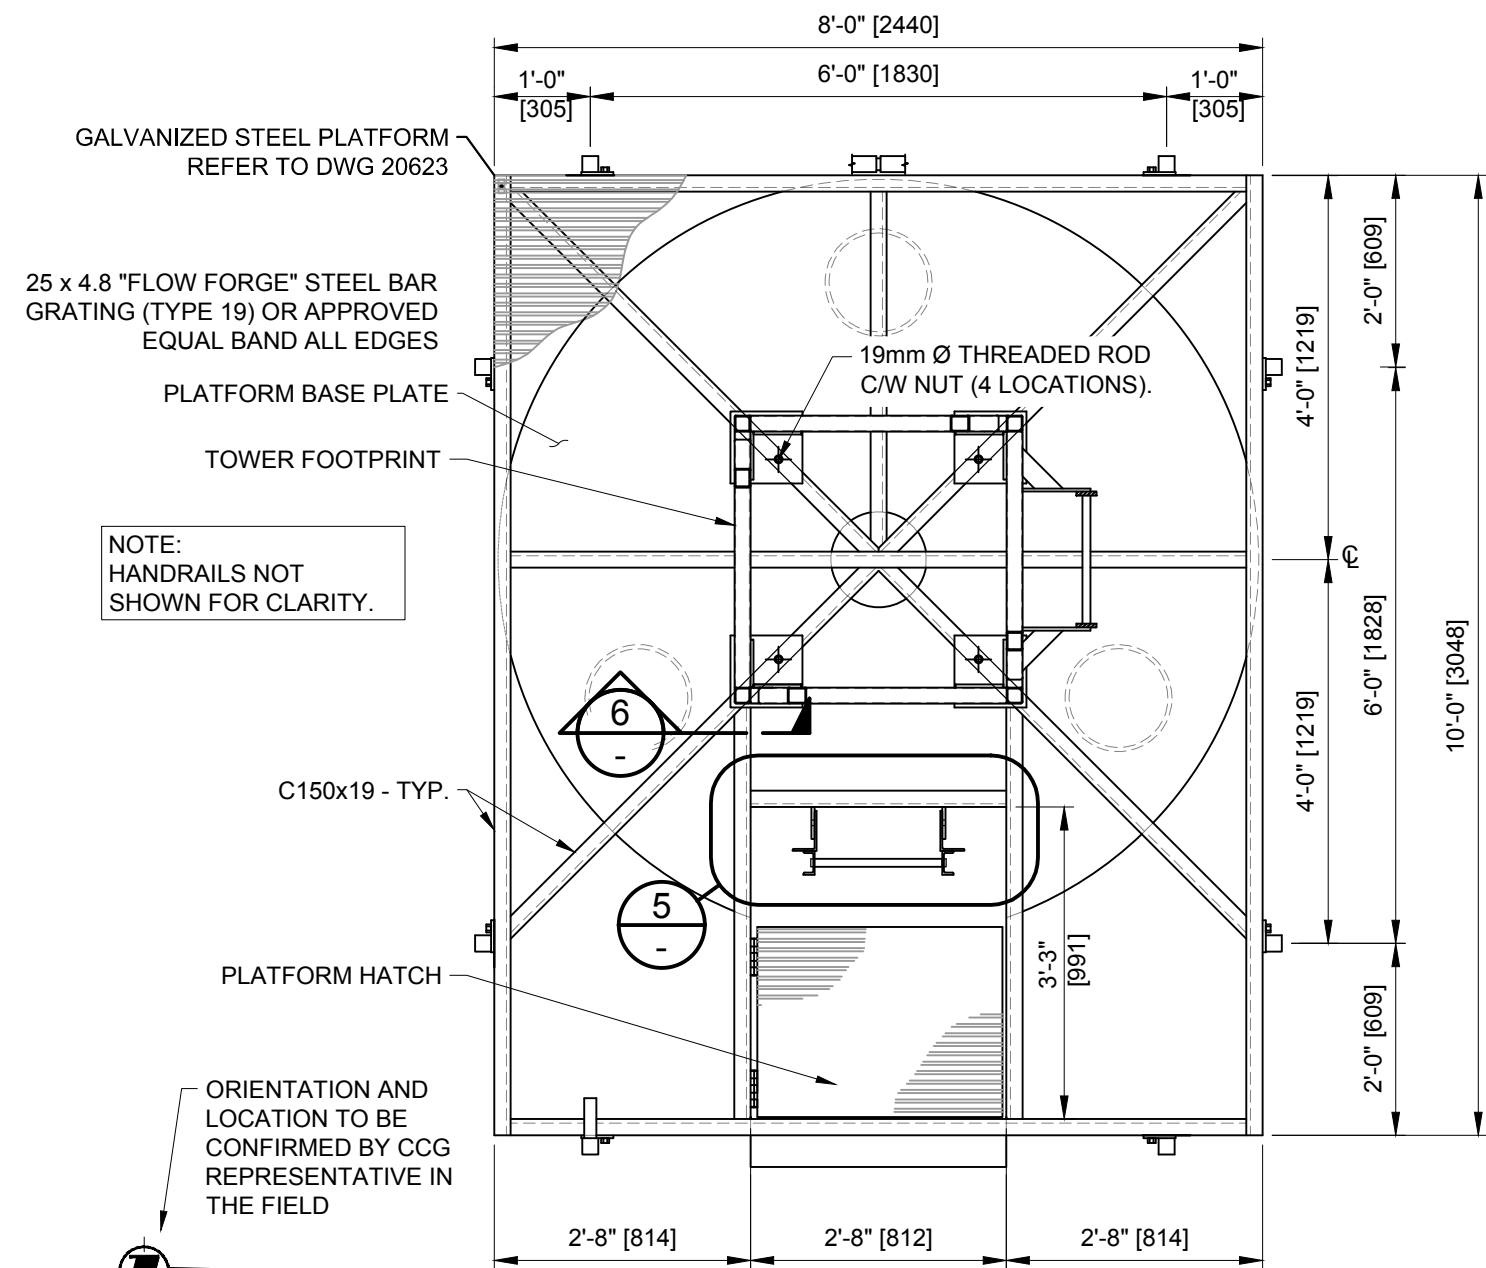 8'-0" [2440]
6'-0" [1830]
1'-0"
[305]
1'-0"
[305]
GALVANIZED STEEL PLATFORM
REFER TO DWG 20623
25 x 4.8 "FLOW FORGE" STEEL BAR
GRATING (TYPE 19) OR APPROVED
EQUAL BAND ALL EDGES
PLATFORM BASE PLATE
TOWER FOOTPRINT
19mm Ø THREADED ROD
C/W NUT (4 LOCATIONS).
NOTE:
HANDRAILS NOT
SHOWN FOR CLARITY.
℄
4'-0" [1219]
2'-0" [609]
6'-0" [1828]
10'-0" [3048]
4'-0" [1219]
2'-0" [609]
6
-
C150x19 - TYP.
5
-
3'-3"
[991]
PLATFORM HATCH
ORIENTATION AND
LOCATION TO BE
CONFIRMED BY CCG
REPRESENTATIVE IN
THE FIELD
2'-8" [814]
2'-8" [812]
2'-8" [814]